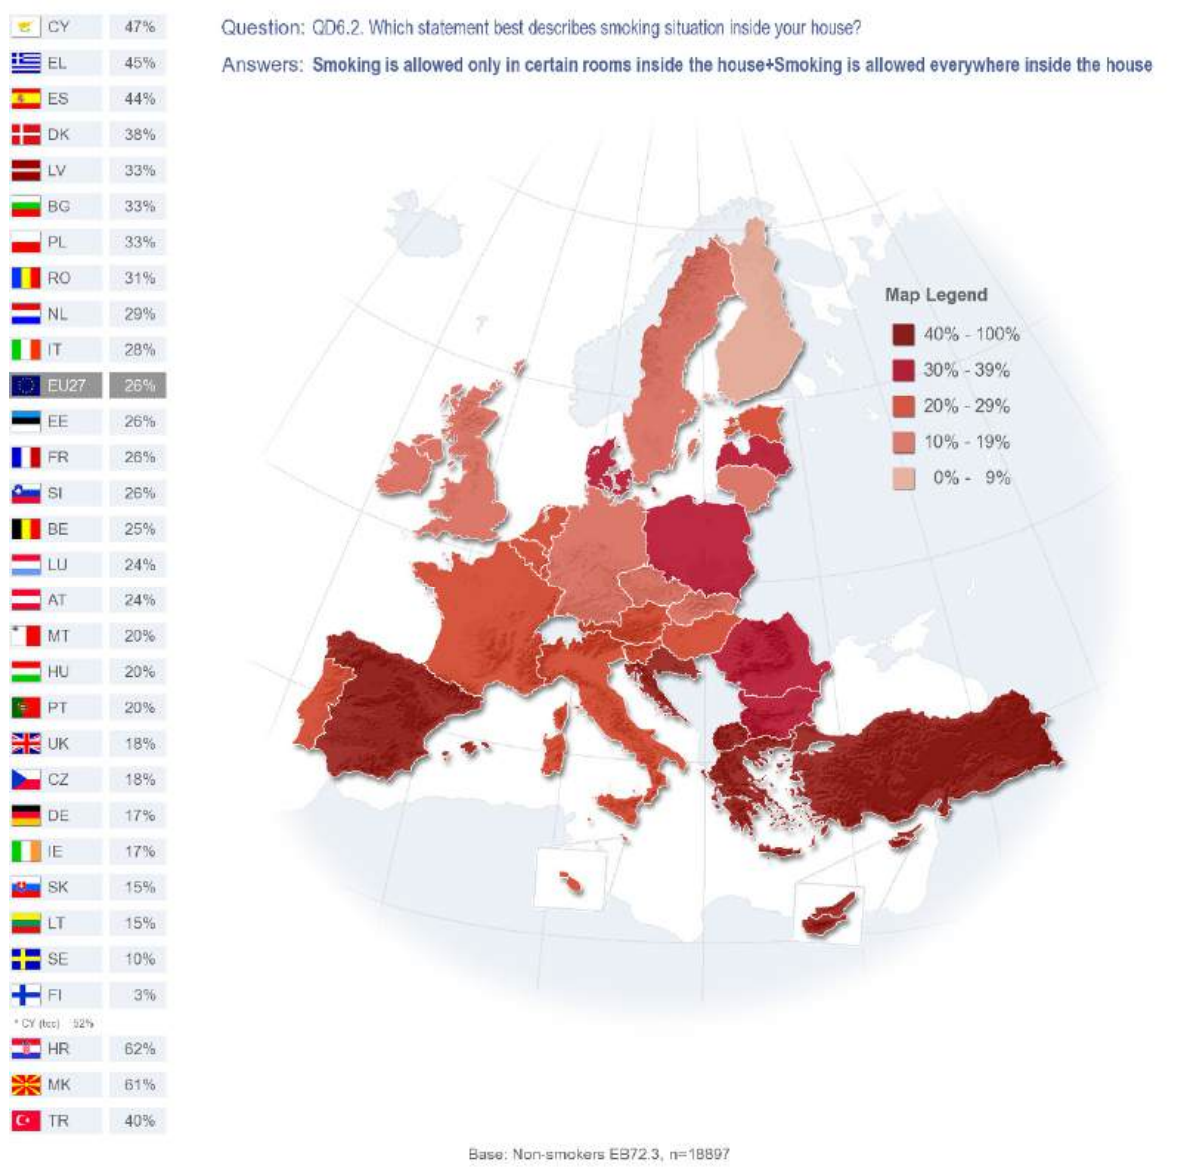 Question: QD6.2. Which statement best describes smoking situation inside your house?
Answers: Smoking is allowed only in certain rooms inside the house+Smoking is allowed everywhere inside the house
CY 47%
EL 45%
ES 44%
DK 38%
LV 33%
BG 33%
PL 33%
RO 31%
NL 29%
IT 28%
EU27 26%
EE 26%
FR 26%
SI 26%
BE 25%
LU 24%
AT 24%
MT 20%
HU 20%
PT 20%
UK 18%
CZ 18%
DE 17%
IE 17%
SK 15%
LT 15%
SE 10%
FI 3%
* CY (tcc) 52%
HR 62%
MK 61%
TR 40%
Map Legend
40% - 100%
30% - 39%
20% - 29%
10% - 19%
0% - 9%
Base: Non-smokers EB72.3, n=18897